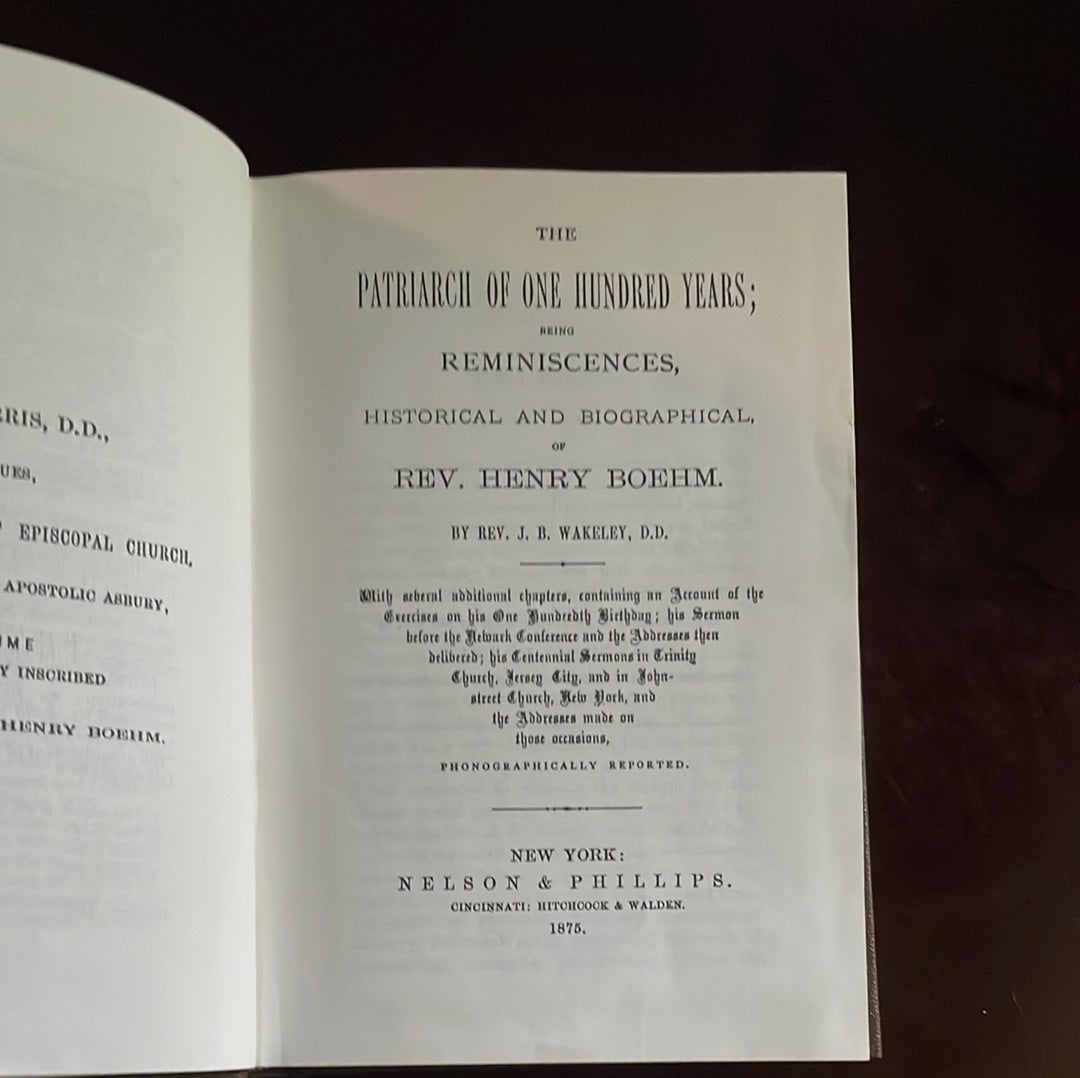 RIS, D.D.,
UES,
EPISCOPAL CHURCH,
APOSTOLIC ASBURY,
ME
Y INSCRIBED
HENRY BOEHM.
THE
PATRIARCH OF ONE HUNDRED YEARS;
BEING
REMINISCENCES,
HISTORICAL AND BIOGRAPHICAL,
OF
REV. HENRY BOEHM.
BY REV. J. B. WAKELEY, D.D.
With several additional chapters, containing an Account of the
Exercises on his One Hundredth Birthday; his Sermon
before the Newark Conference and the Addresses then
delivered; his Centennial Sermons in Trinity
Church, Jersey City, and in John-
street Church, New York, and
the Addresses made on
those occasions,
PHONOGRAPHICALLY REPORTED.
NEW YORK:
NELSON & PHILLIPS.
CINCINNATI: HITCHCOCK & WALDEN.
1875.